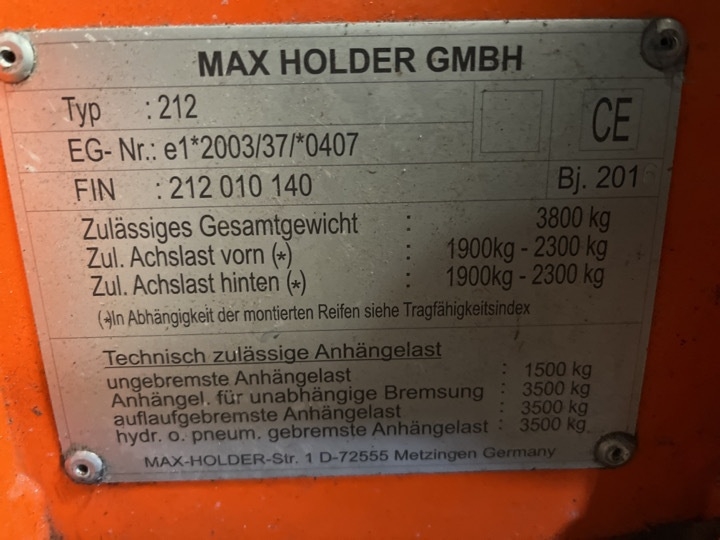 MAX HOLDER GMBH
Typ : 212
CE
EG- Nr.: e1*2003/37/*0407
FIN : 212 010 140 Bj. 201
Zulässiges Gesamtgewicht : 3800 kg
Zul. Achslast vorn (*) : 1900kg - 2300 kg
Zul. Achslast hinten (*) : 1900kg - 2300 kg
(*)In Abhängigkeit der montierten Reifen siehe Tragfähigkeitsindex
Technisch zulässige Anhängelast
ungebremste Anhängelast : 1500 kg
Anhängel. für unabhängige Bremsung : 3500 kg
auflaufgebremste Anhängelast : 3500 kg
hydr. o. pneum. gebremste Anhängelast : 3500 kg
MAX-HOLDER-Str. 1 D-72555 Metzingen Germany